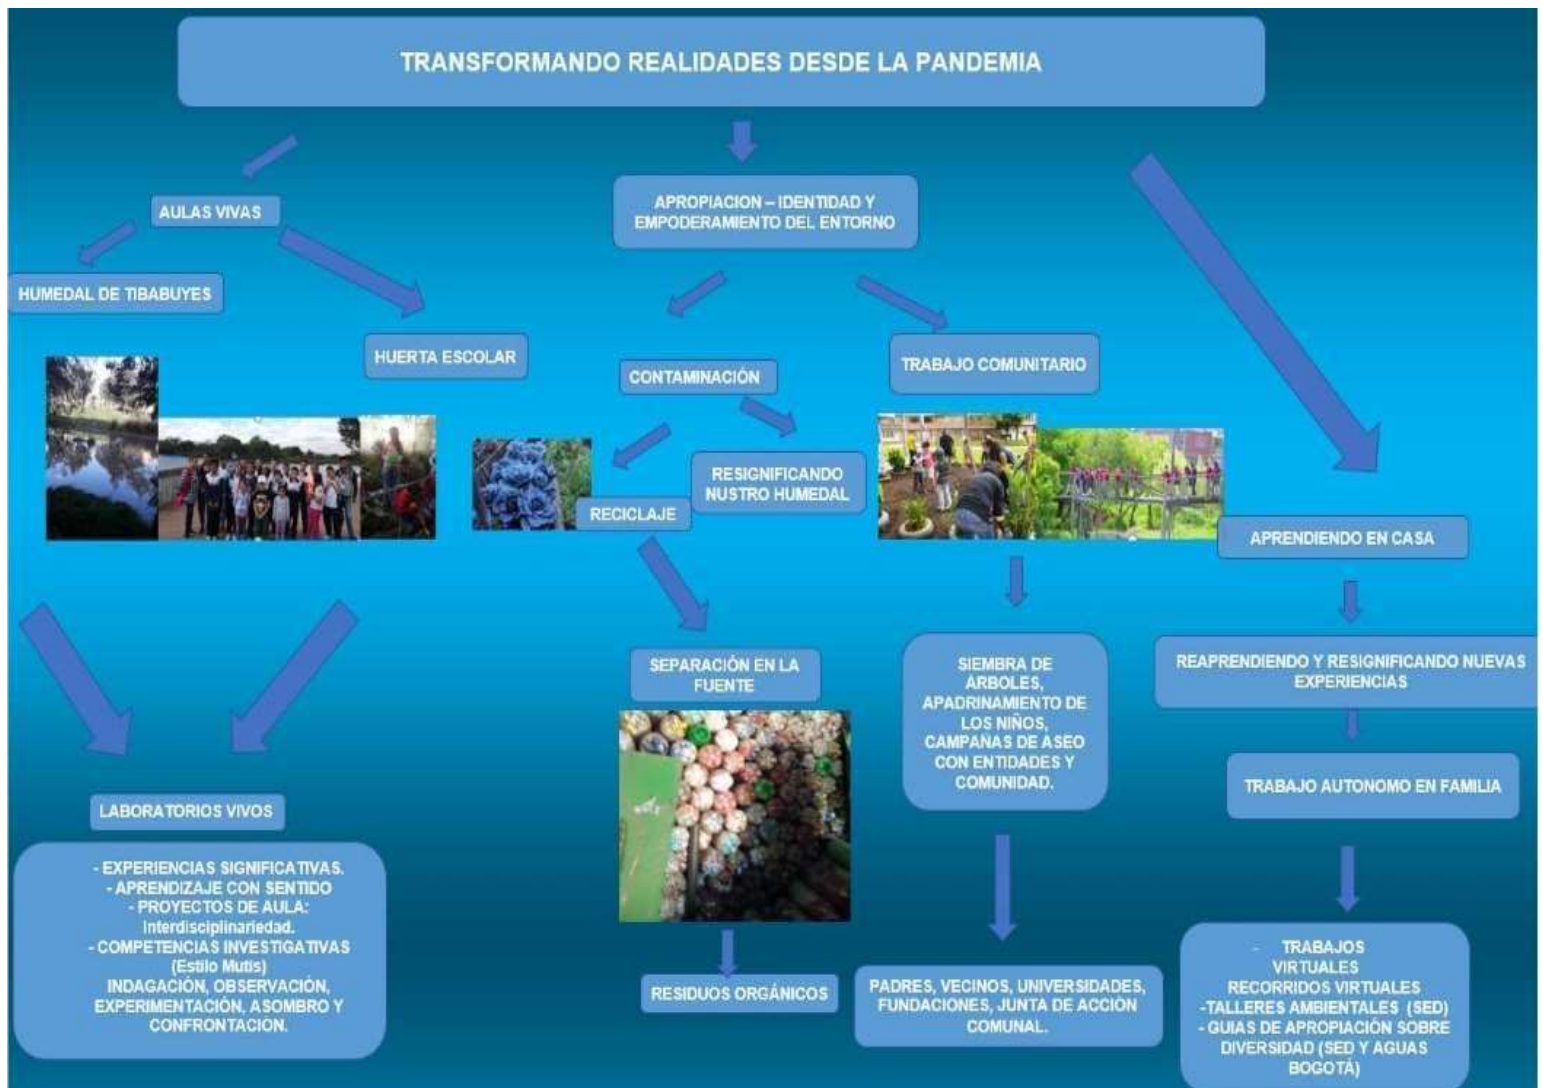 TRANSFORMANDO REALIDADES DESDE LA PANDEMIA
AULAS VIVAS
APROPIACION – IDENTIDAD Y
EMPODERAMIENTO DEL ENTORNO
HUMEDAL DE TIBABUYES
HUERTA ESCOLAR
CONTAMINACIÓN
TRABAJO COMUNITARIO
RESIGNIFICANDO
NUSTRO HUMEDAL
RECICLAJE
APRENDIENDO EN CASA
SEPARACIÓN EN LA
FUENTE
SIEMBRA DE
ÁRBOLES,
APADRINAMIENTO DE
LOS NIÑOS,
CAMPAÑAS DE ASEO
CON ENTIDADES Y
COMUNIDAD.
REAPRENDIENDO Y RESIGNIFICANDO NUEVAS
EXPERIENCIAS
TRABAJO AUTONOMO EN FAMILIA
LABORATORIOS VIVOS
- EXPERIENCIAS SIGNIFICATIVAS.
- APRENDIZAJE CON SENTIDO
- PROYECTOS DE AULA:
Interdisciplinariedad.
- COMPETENCIAS INVESTIGATIVAS
(Estilo Mutis)
INDAGACIÓN, OBSERVACIÓN,
EXPERIMENTACIÓN, ASOMBRO Y
CONFRONTACIÓN.
RESIDUOS ORGÁNICOS
PADRES, VECINOS, UNIVERSIDADES,
FUNDACIONES, JUNTA DE ACCIÓN
COMUNAL.
- TRABAJOS
VIRTUALES
RECORRIDOS VIRTUALES
-TALLERES AMBIENTALES (SED)
- GUIAS DE APROPIACIÓN SOBRE
DIVERSIDAD (SED Y AGUAS
BOGOTÁ)